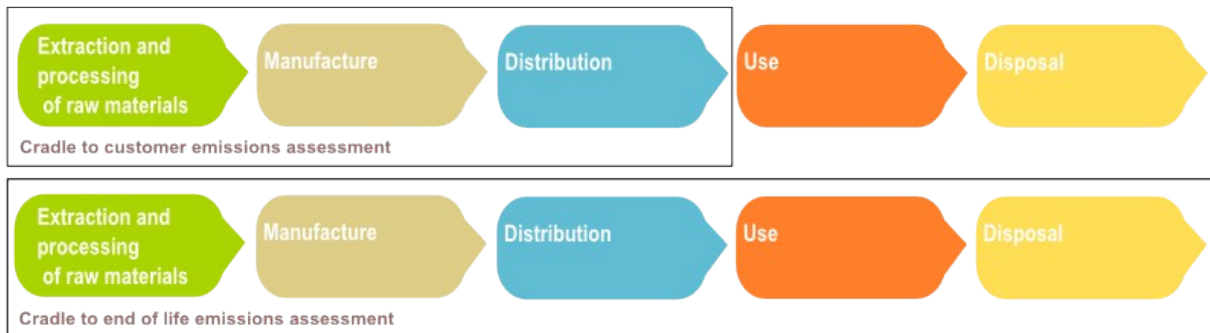 Extraction and
processing
of raw materials
Manufacture
Distribution
Use
Disposal
Cradle to customer emissions assessment
Extraction and
processing
of raw materials
Manufacture
Distribution
Use
Disposal
Cradle to end of life emissions assessment